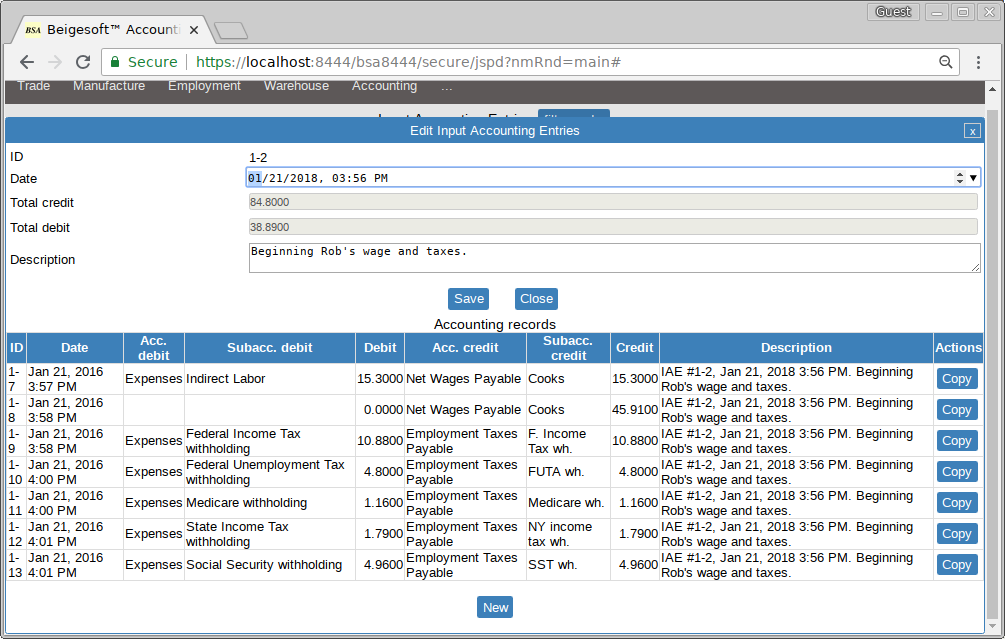 Guest
BSA Beigesoft™ Account
Secure https://localhost:8444/bsa8444/secure/jspd?nmRnd=main#
Trade Manufacture Employment Warehouse Accounting ...
Edit Input Accounting Entries x
ID 1-2
Date 01/21/2018, 03:56 PM
Total credit 84.8000
Total debit 38.8900
Description Beginning Rob's wage and taxes.
Save Close
Accounting records
ID Date Acc. debit Subacc. debit Debit Acc. credit Subacc. credit Credit Description Actions
1-7 Jan 21, 2016 3:57 PM Expenses Indirect Labor 15.3000 Net Wages Payable Cooks 15.3000 IAE #1-2, Jan 21, 2018 3:56 PM. Beginning Rob's wage and taxes. Copy
1-8 Jan 21, 2016 3:58 PM 0.0000 Net Wages Payable Cooks 45.9100 IAE #1-2, Jan 21, 2018 3:56 PM. Beginning Rob's wage and taxes. Copy
1-9 Jan 21, 2016 3:58 PM Expenses Federal Income Tax withholding 10.8800 Employment Taxes Payable F. Income Tax wh. 10.8800 IAE #1-2, Jan 21, 2018 3:56 PM. Beginning Rob's wage and taxes. Copy
1-10 Jan 21, 2016 4:00 PM Expenses Federal Unemployment Tax withholding 4.8000 Employment Taxes Payable FUTA wh. 4.8000 IAE #1-2, Jan 21, 2018 3:56 PM. Beginning Rob's wage and taxes. Copy
1-11 Jan 21, 2016 4:00 PM Expenses Medicare withholding 1.1600 Employment Taxes Payable Medicare wh. 1.1600 IAE #1-2, Jan 21, 2018 3:56 PM. Beginning Rob's wage and taxes. Copy
1-12 Jan 21, 2016 4:01 PM Expenses State Income Tax withholding 1.7900 Employment Taxes Payable NY income tax wh. 1.7900 IAE #1-2, Jan 21, 2018 3:56 PM. Beginning Rob's wage and taxes. Copy
1-13 Jan 21, 2016 4:01 PM Expenses Social Security withholding 4.9600 Employment Taxes Payable SST wh. 4.9600 IAE #1-2, Jan 21, 2018 3:56 PM. Beginning Rob's wage and taxes. Copy
New